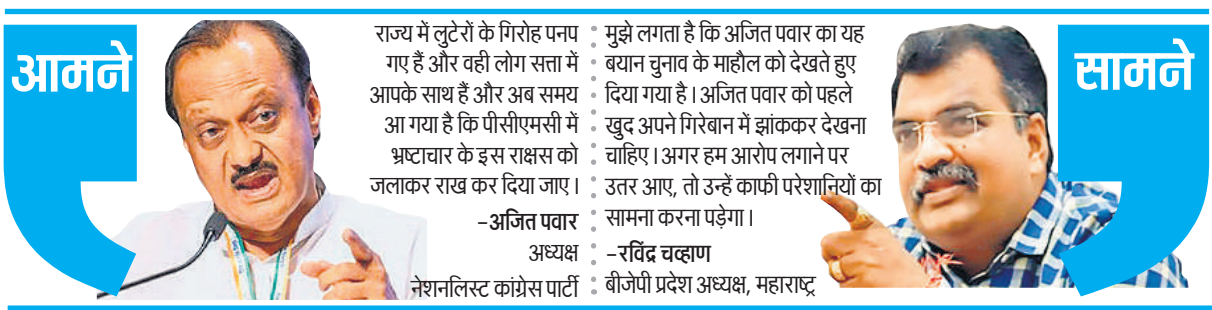 आमने
राज्य में लुटेरों के गिरोह पनप
गए हैं और वही लोग सत्ता में
आपके साथ हैं और अब समय
आ गया है कि पीसीएमसी में
भ्रष्टाचार के इस राक्षस को
जलाकर राख कर दिया जाए।
-अजित पवार
अध्यक्ष
नेशनलिस्ट कांग्रेस पार्टी
मुझे लगता है कि अजित पवार का यह
बयान चुनाव के माहौल को देखते हुए
दिया गया है। अजित पवार को पहले
खुद अपने गिरेबान में झांककर देखना
चाहिए। अगर हम आरोप लगाने पर
उतर आए, तो उन्हें काफी परेशानियों का
सामना करना पड़ेगा।
-रविंद्र चव्हाण
बीजेपी प्रदेश अध्यक्ष, महाराष्ट्र
सामने